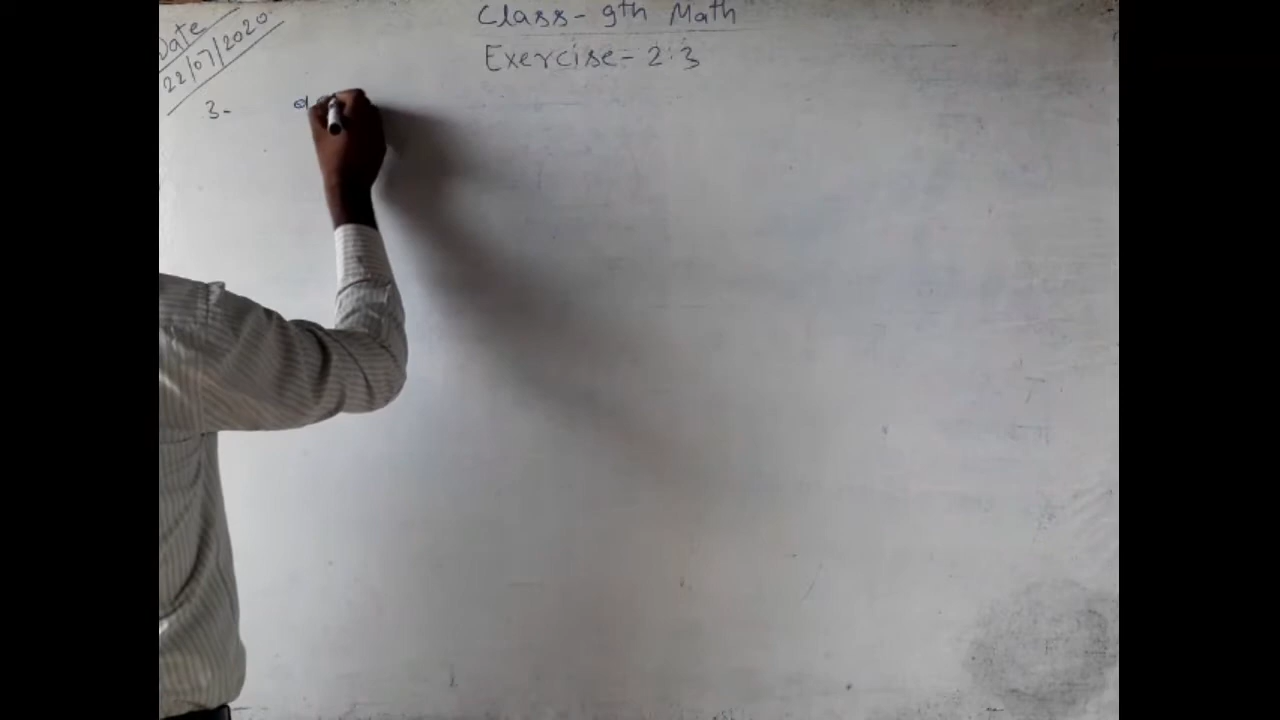 Date
22/07/2020
Class- 9th Math
Exercise- 2.3
3-